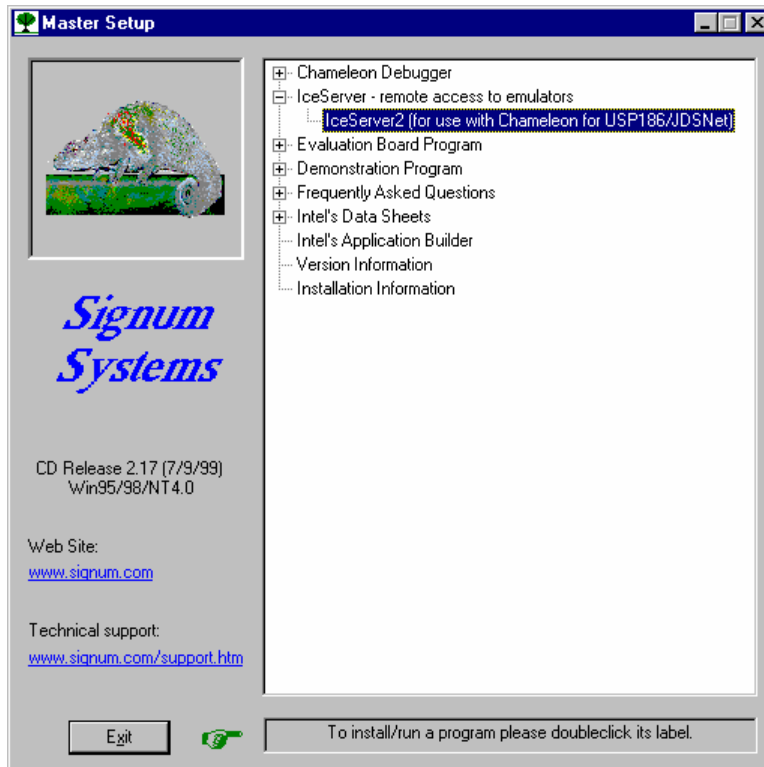 Master Setup
Chameleon Debugger
IceServer - remote access to emulators
IceServer2 (for use with Chameleon for USP186/JDSNet)
Evaluation Board Program
Demonstration Program
Frequently Asked Questions
Intel's Data Sheets
Intel's Application Builder
Version Information
Installation Information
Signum
Systems
CD Release 2.17 (7/9/99)
Win95/98/NT4.0
Web Site:
www.signum.com
Technical support:
www.signum.com/support.htm
Exit
To install/run a program please doubleclick its label.